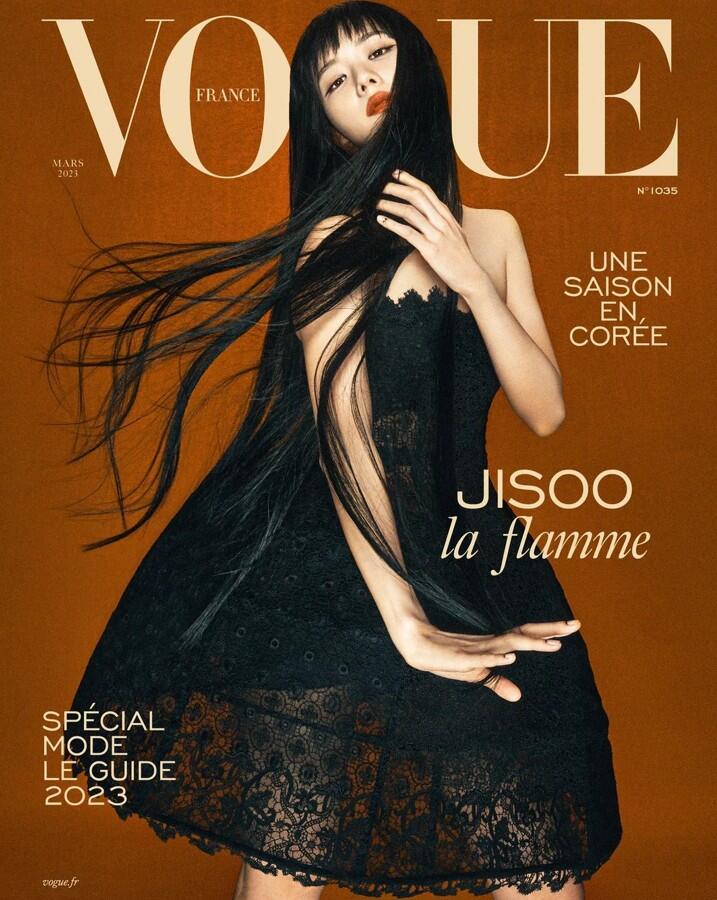 VOGUE
FRANCE
MARS
2023
N°1035
UNE
SAISON
EN
CORÉE
JISOO
la flamme
SPÉCIAL
MODE
LE GUIDE
2023
vogue.fr